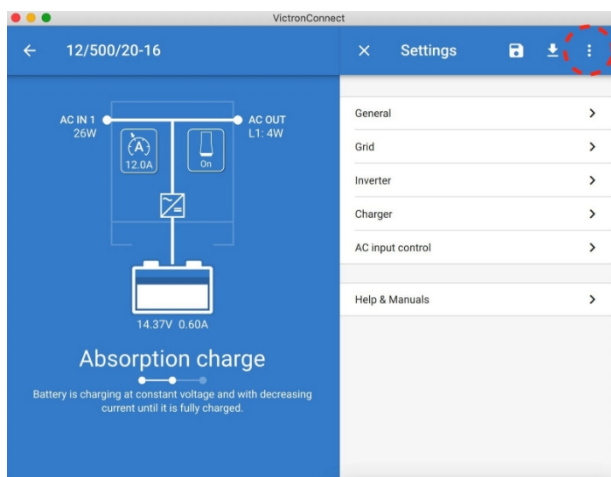 VictronConnect
12/500/20-16
AC IN 1
26W
AC OUT
L1: 4W
12.0A
On
14.37V 0.60A
Absorption charge
Battery is charging at constant voltage and with decreasing
current until it is fully charged.
Settings
General
Grid
Inverter
Charger
AC input control
Help & Manuals